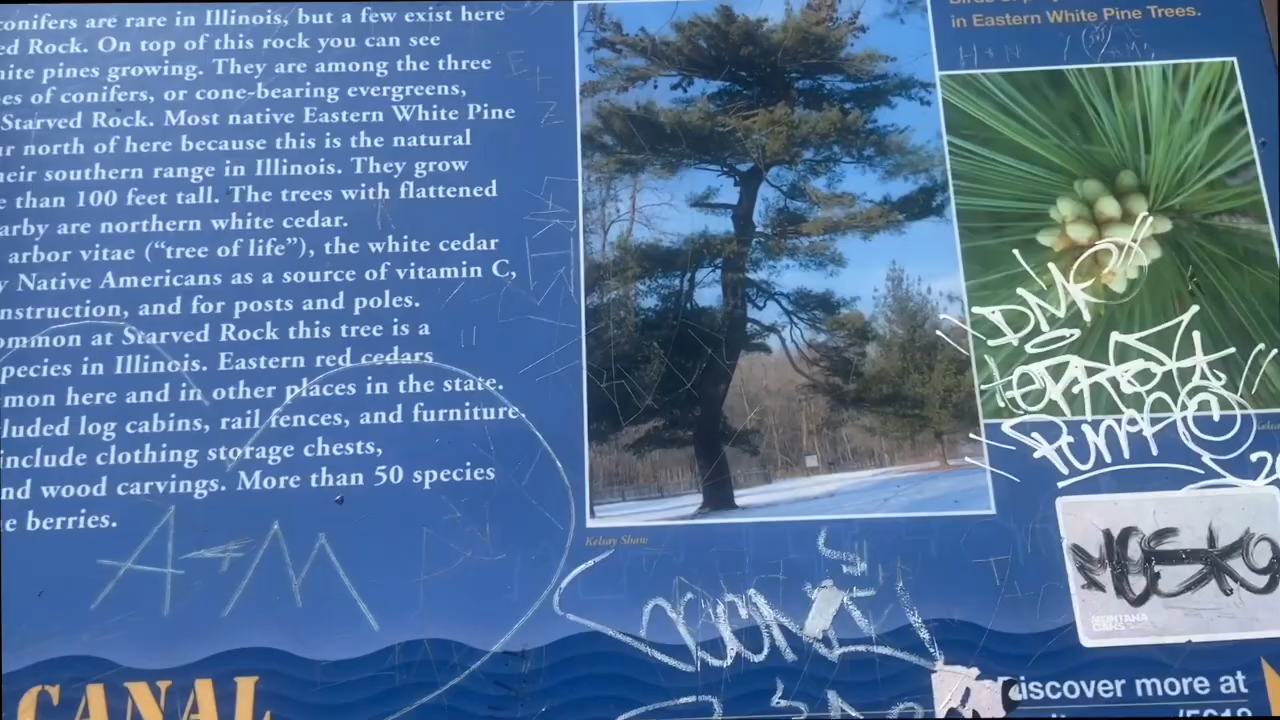 conifers are rare in Illinois, but a few exist here
ed Rock. On top of this rock you can see
hite pines growing. They are among the three
es of conifers, or cone-bearing evergreens,
Starved Rock. Most native Eastern White Pine
ur north of here because this is the natural
heir southern range in Illinois. They grow
e than 100 feet tall. The trees with flattened
arby are northern white cedar.
arbor vitae (“tree of life”), the white cedar
y Native Americans as a source of vitamin C,
nstruction, and for posts and poles.
ommon at Starved Rock this tree is a
species in Illinois. Eastern red cedars
mon here and in other places in the state.
cluded log cabins, rail fences, and furniture.
include clothing storage chests,
nd wood carvings. More than 50 species
e berries.
A+M
CANAL
Kelsay Shaw
in Eastern White Pine Trees.
H+N
MONTANA
CANS
Discover more at